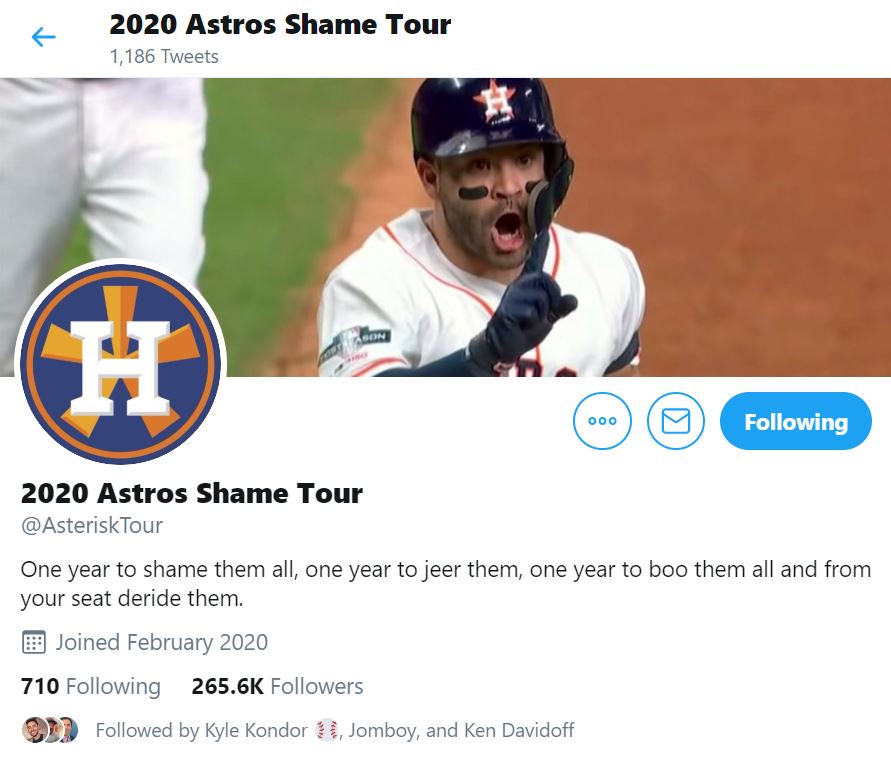 2020 Astros Shame Tour
1,186 Tweets
H
POSTSEASON
H
Following
2020 Astros Shame Tour
@AsteriskTour
One year to shame them all, one year to jeer them, one year to boo them all and from
your seat deride them.
Joined February 2020
710 Following 265.6K Followers
Followed by Kyle Kondor ⚾, Jomboy, and Ken Davidoff